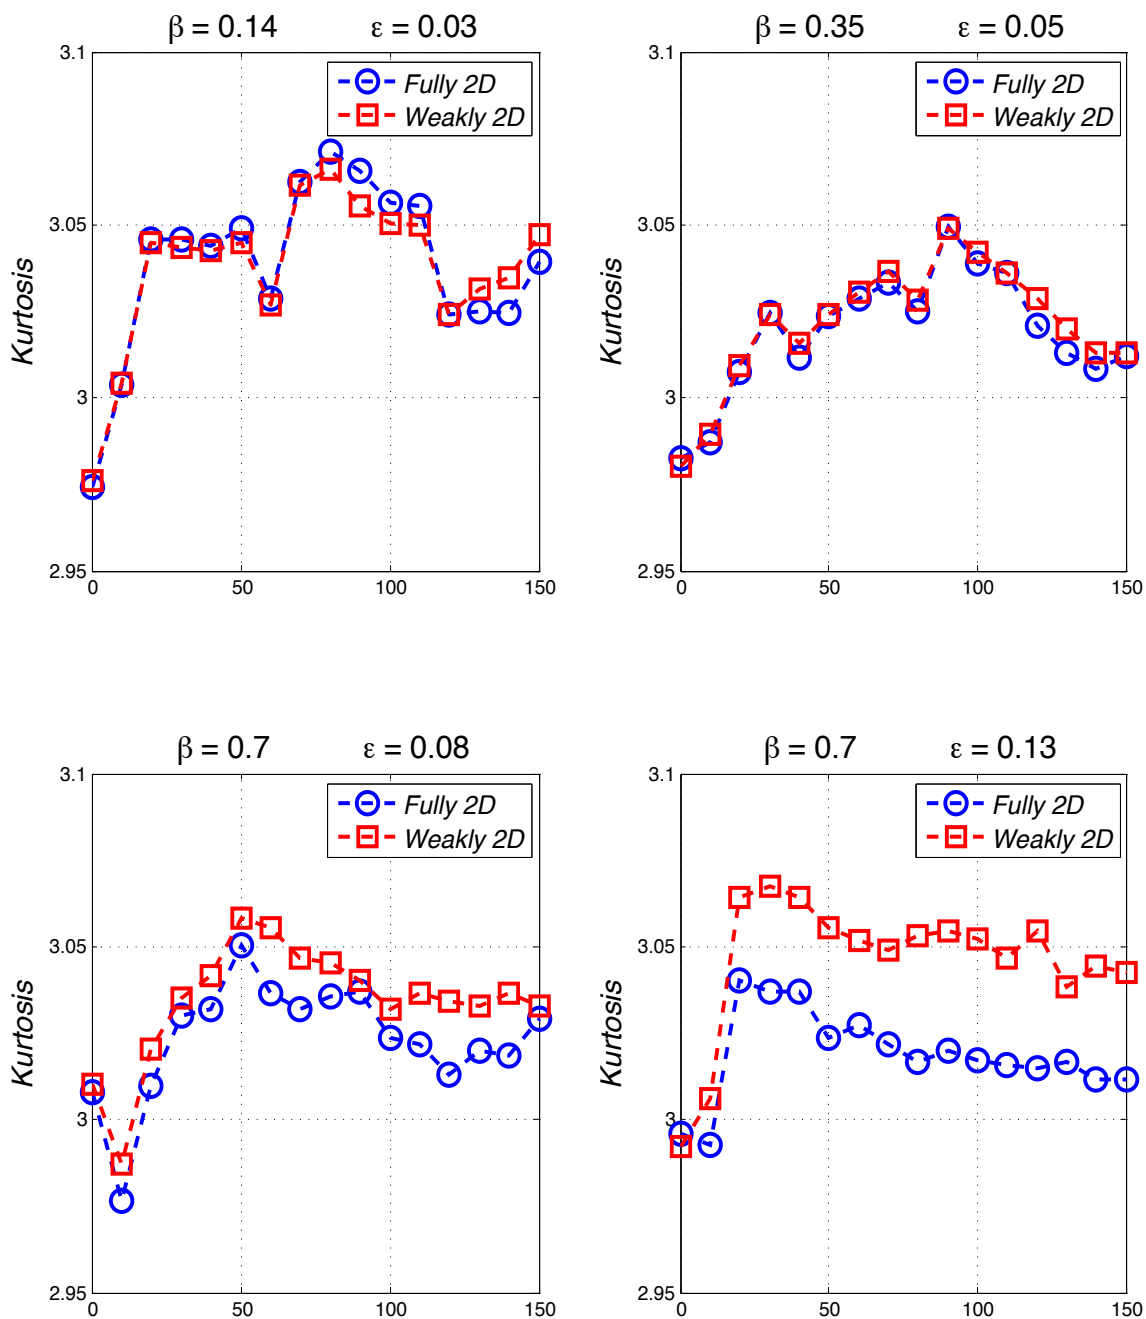 β = 0.14 ε = 0.03
3.1
Fully 2D
Weakly 2D
3.05
Kurtosis
3
2.95
0 50 100 150
β = 0.35 ε = 0.05
3.1
Fully 2D
Weakly 2D
3.05
Kurtosis
3
2.95
0 50 100 150
β = 0.7 ε = 0.08
3.1
Fully 2D
Weakly 2D
3.05
Kurtosis
3
2.95
0 50 100 150
β = 0.7 ε = 0.13
3.1
Fully 2D
Weakly 2D
3.05
Kurtosis
3
2.95
0 50 100 150